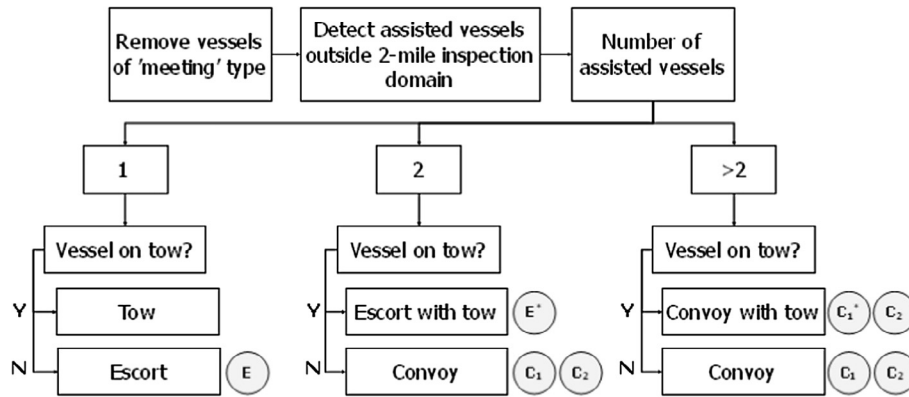 Remove vessels
of 'meeting' type
Detect assisted vessels
outside 2-mile inspection
domain
Number of
assisted vessels
1
2
>2
Vessel on tow?
Vessel on tow?
Vessel on tow?
Y
Tow
Y
Escort with tow
E*
Y
Convoy with tow
C₁*
C₂
N
Escort
E
N
Convoy
C₁
C₂
N
Convoy
C₁
C₂